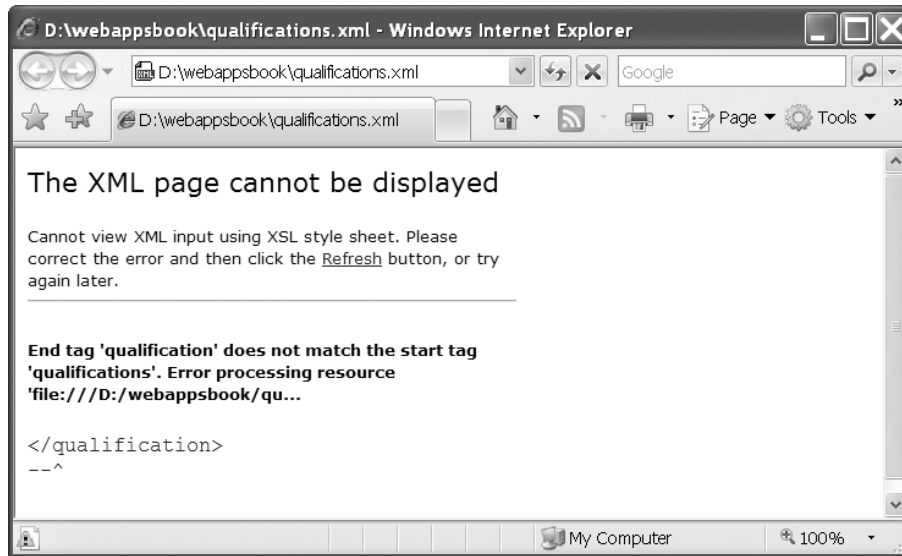 D:\webappsbook\qualifications.xml - Windows Internet Explorer
D:\webappsbook\qualifications.xml
Google
D:\webappsbook\qualifications.xml
Page
Tools
»
The XML page cannot be displayed
Cannot view XML input using XSL style sheet. Please
correct the error and then click the Refresh button, or try
again later.
End tag 'qualification' does not match the start tag
'qualifications'. Error processing resource
'file:///D:/webappsbook/qu...
</qualification>
--^
My Computer
100%